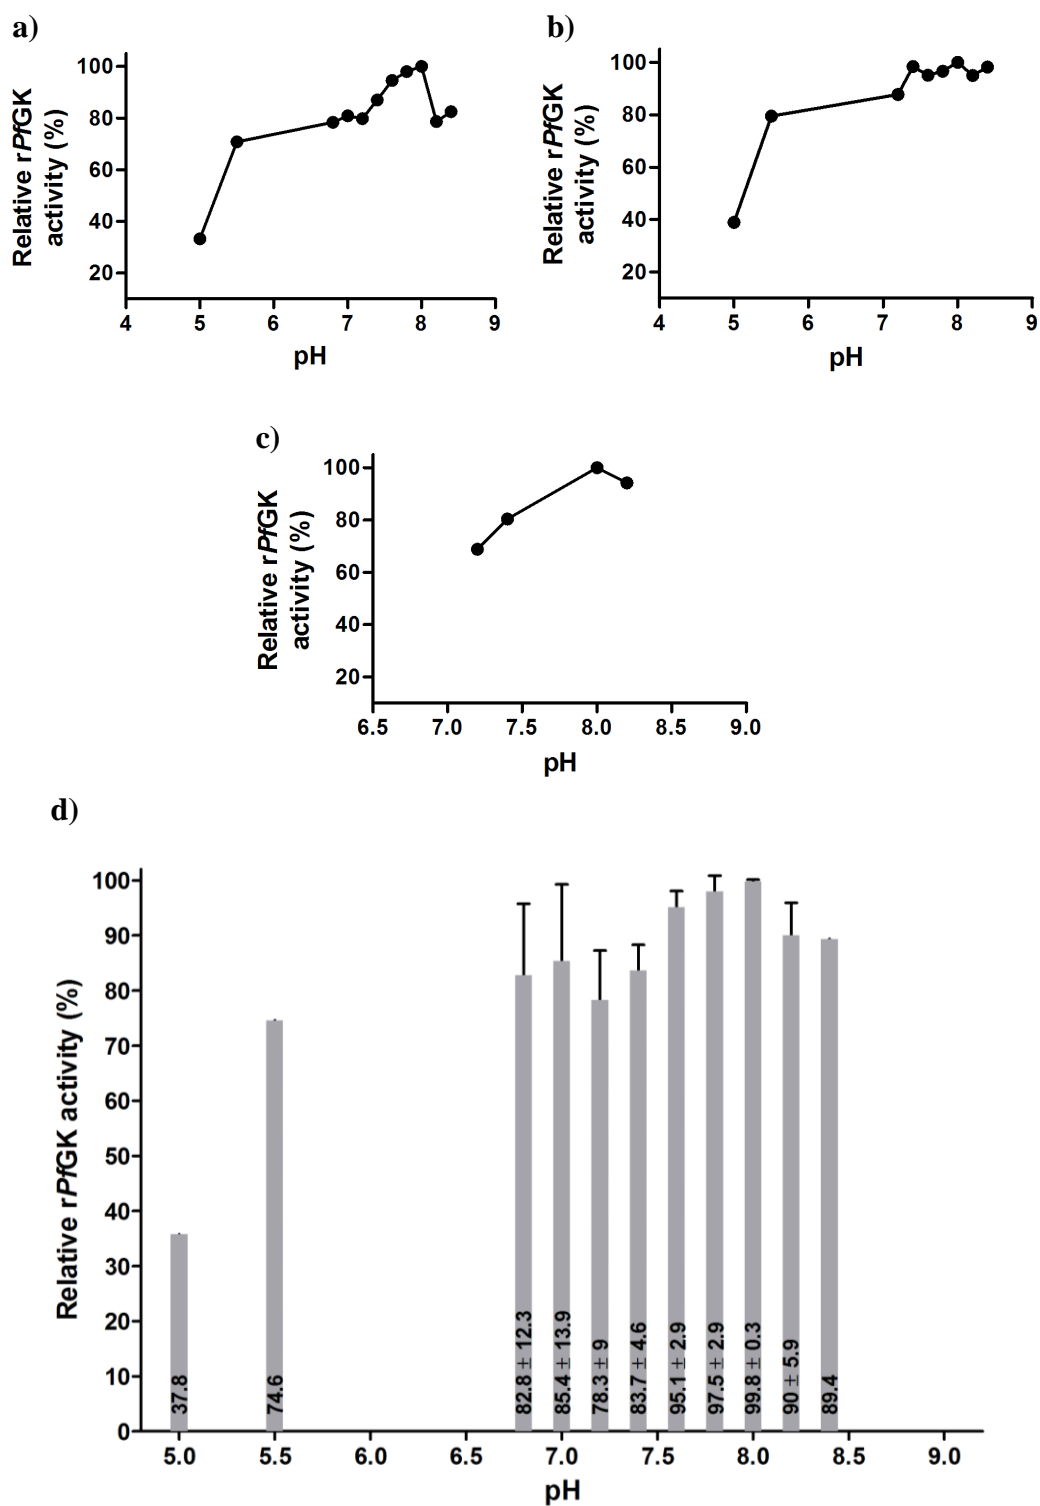 a)
Relative rPfGK
activity (%)
100
80
60
40
20
4 5 6 7 8 9
pH
b)
Relative rPfGK
activity (%)
100
80
60
40
20
4 5 6 7 8 9
pH
c)
Relative rPfGK
activity (%)
100
80
60
40
20
6.5 7.0 7.5 8.0 8.5 9.0
pH
d)
Relative rPfGK activity (%)
100
90
80
70
60
50
40
30
20
10
0
37.8
74.6
82.8 ± 12.3
85.4 ± 13.9
78.3 ± 9
83.7 ± 4.6
95.1 ± 2.9
97.5 ± 2.9
99.8 ± 0.3
90 ± 5.9
89.4
5.0 5.5 6.0 6.5 7.0 7.5 8.0 8.5 9.0
pH